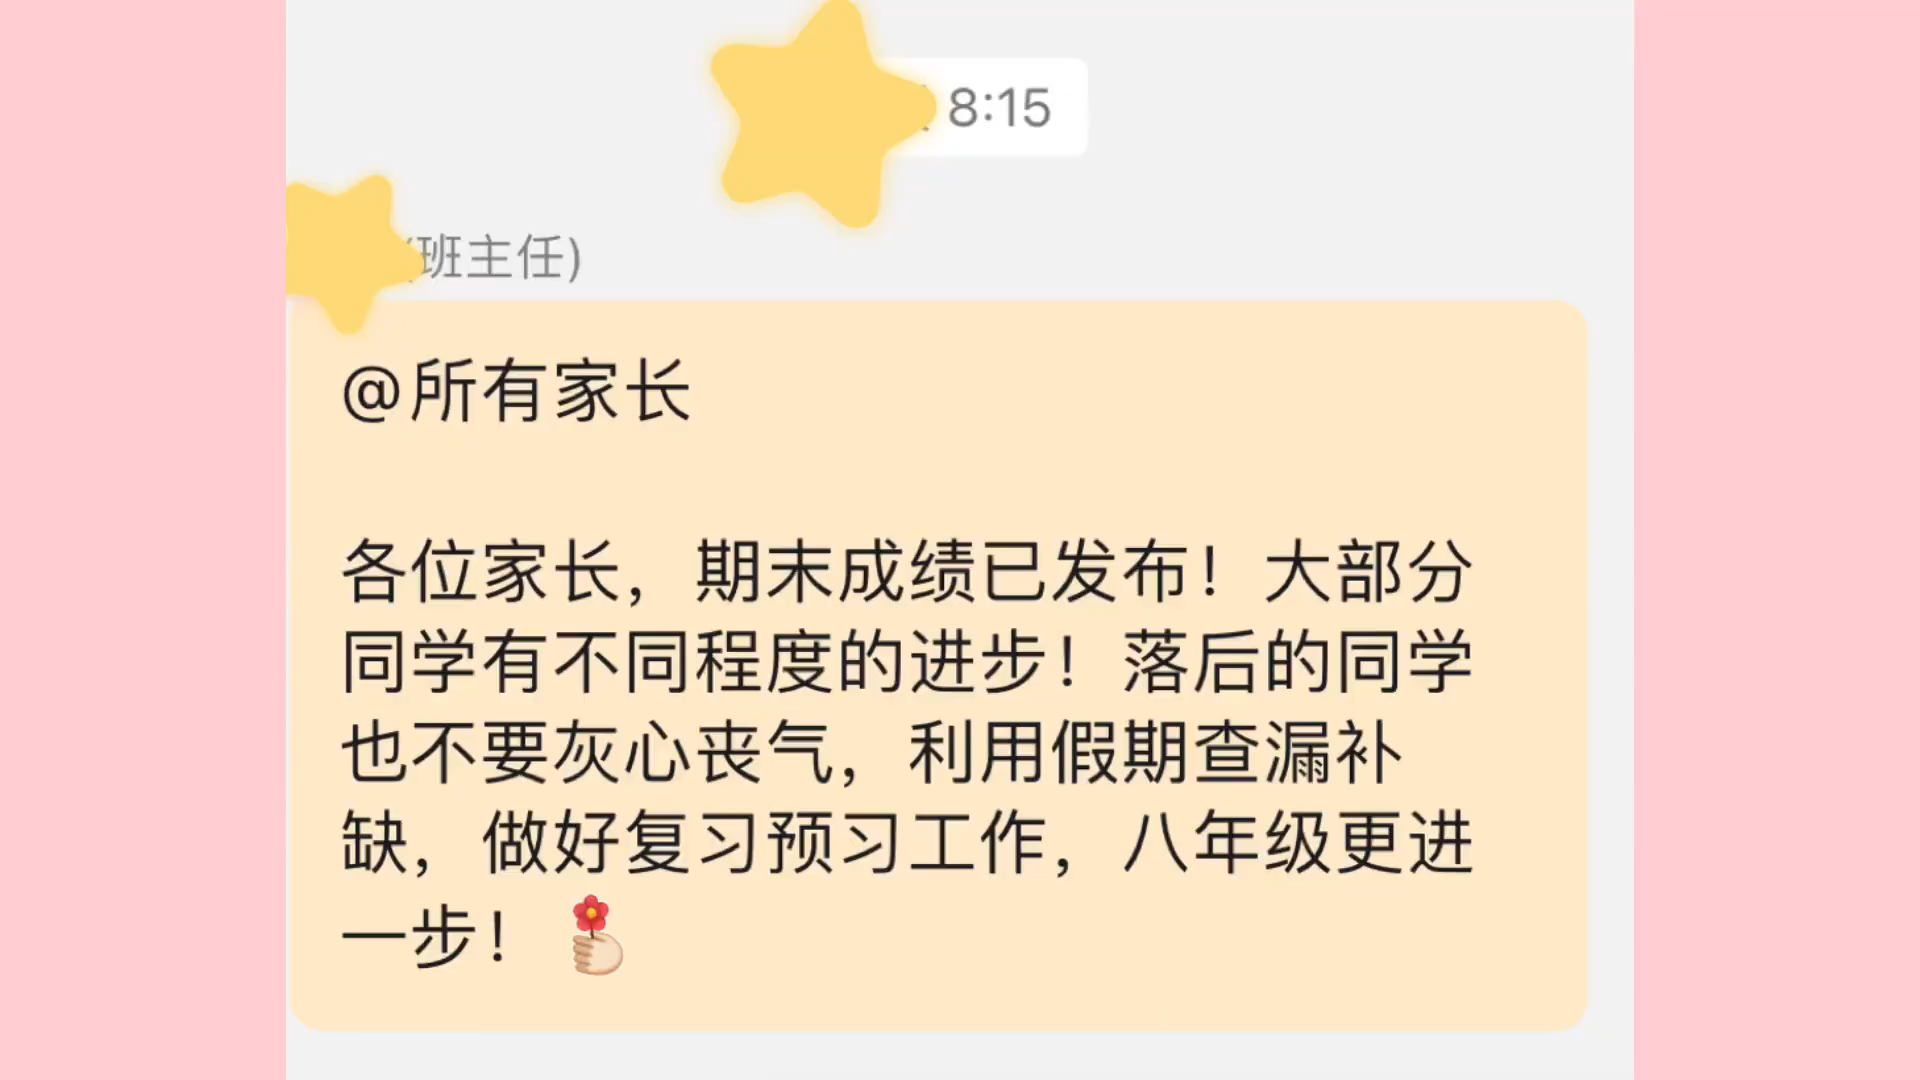 8:15
(班主任)
@所有家长
各位家长，期末成绩已发布！大部分
同学有不同程度的进步！落后的同学
也不要灰心丧气，利用假期查漏补
缺，做好复习预习工作，八年级更进
一步！